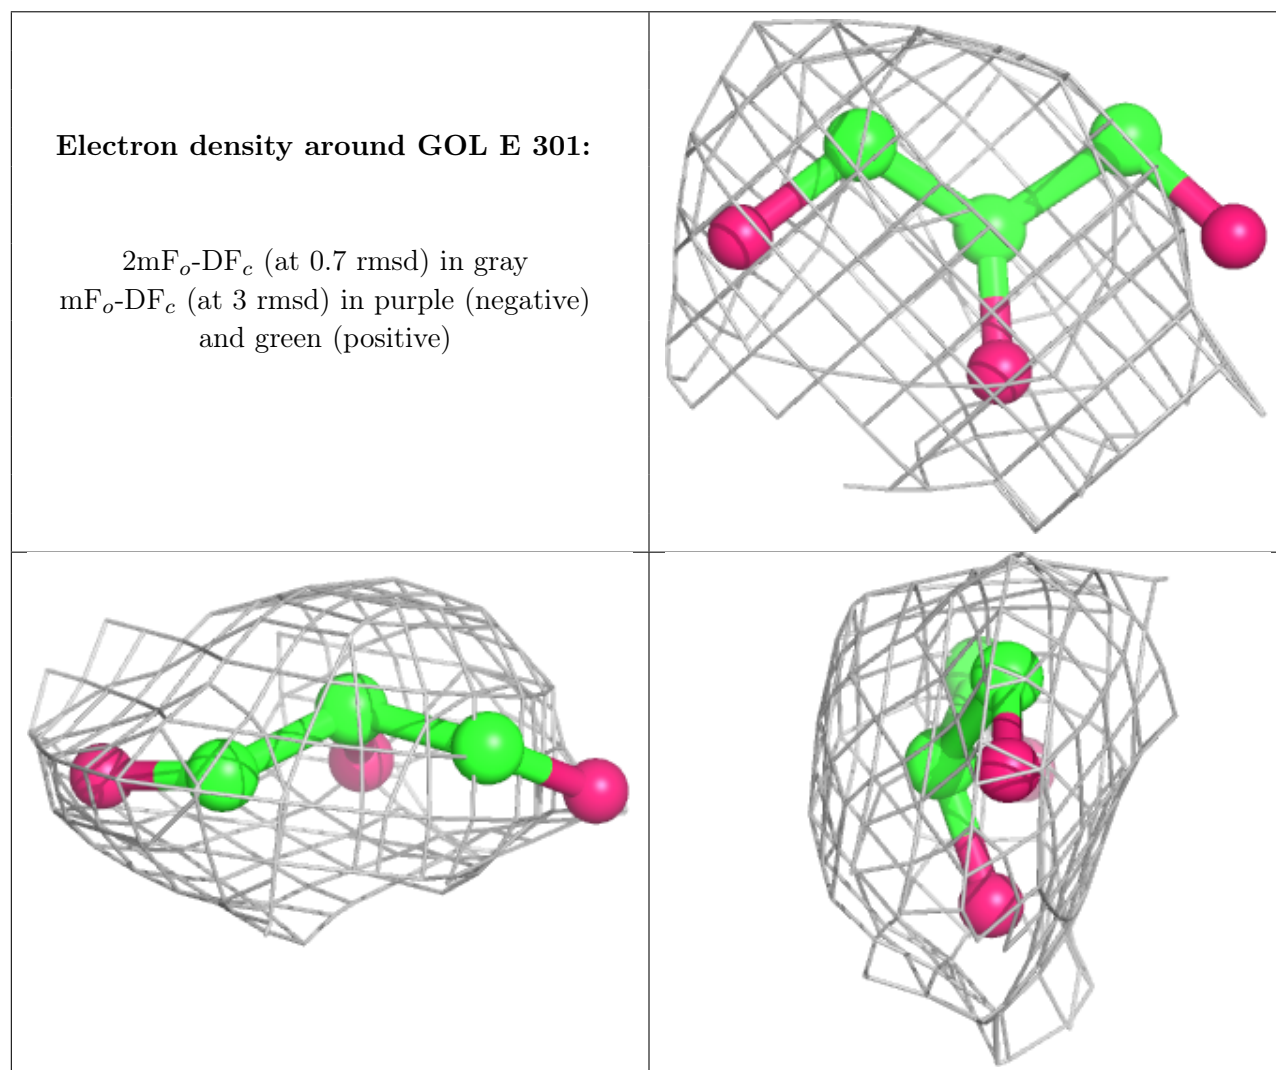 Electron density around GOL E 301:
2mFo-DFc (at 0.7 rmsd) in gray
mFo-DFc (at 3 rmsd) in purple (negative)
and green (positive)